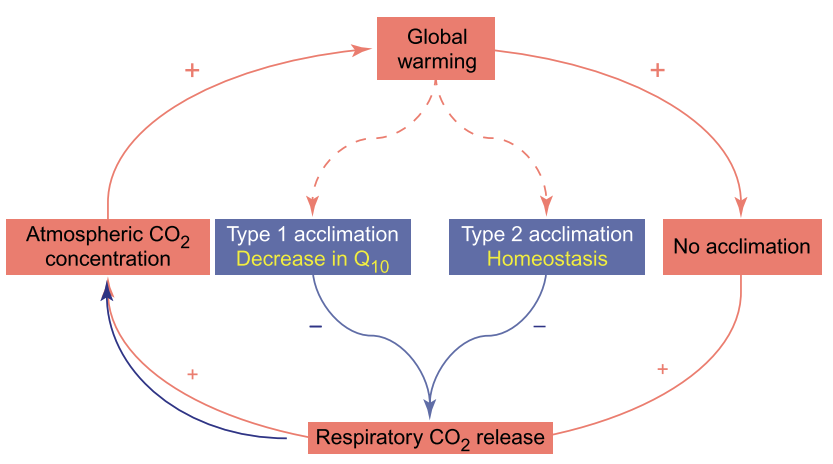 Global
warming
+
+
Atmospheric CO₂
concentration
Type 1 acclimation
Decrease in Q₁₀
Type 2 acclimation
Homeostasis
No acclimation
−
−
+
+
Respiratory CO₂ release